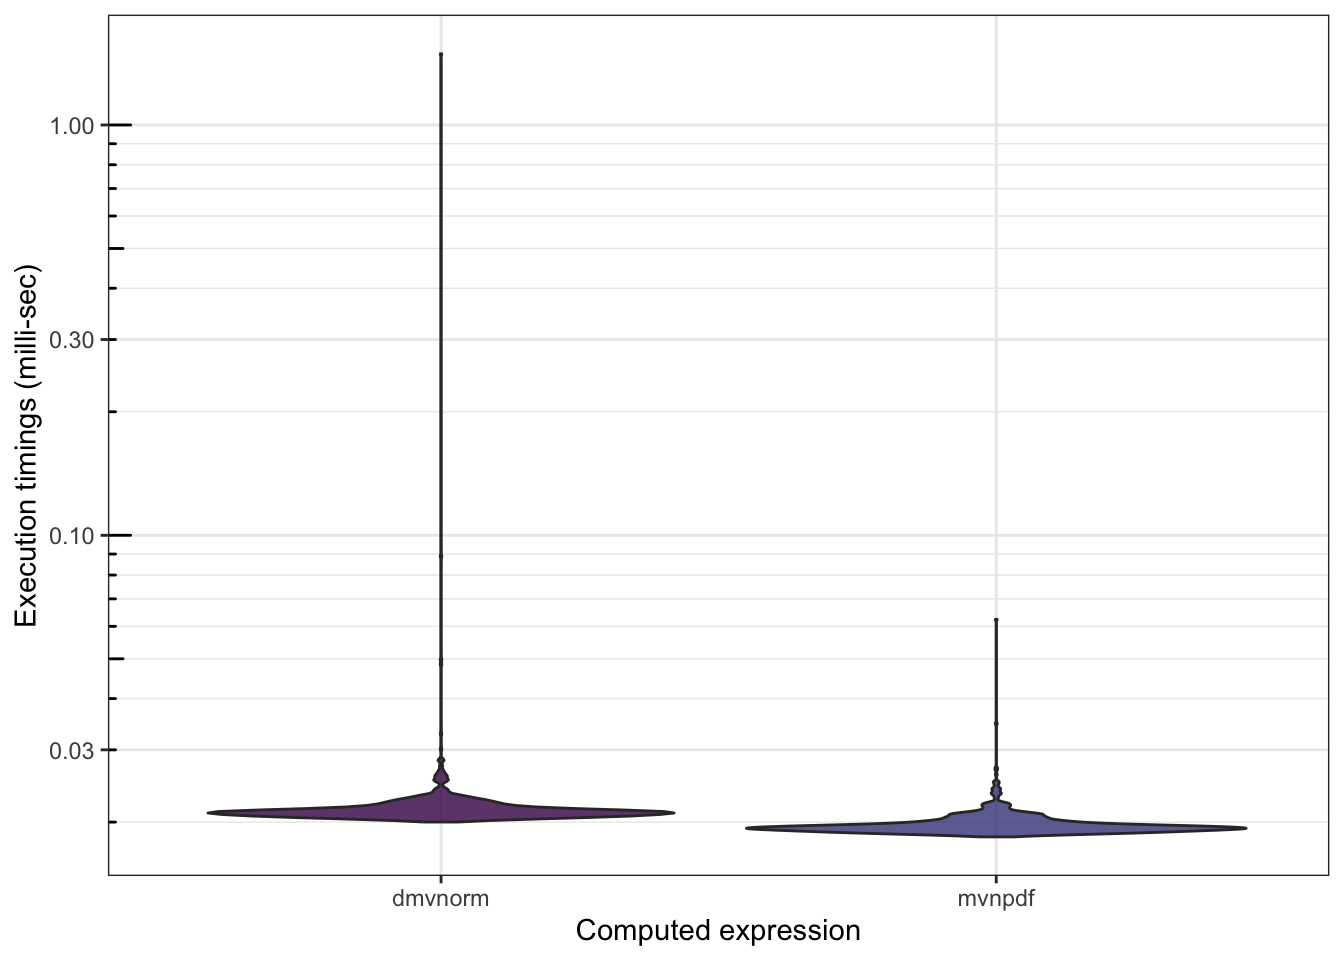 Execution timings (milli-sec)
1.00
0.30
0.10
0.03
dmvnorm
mvnpdf
Computed expression